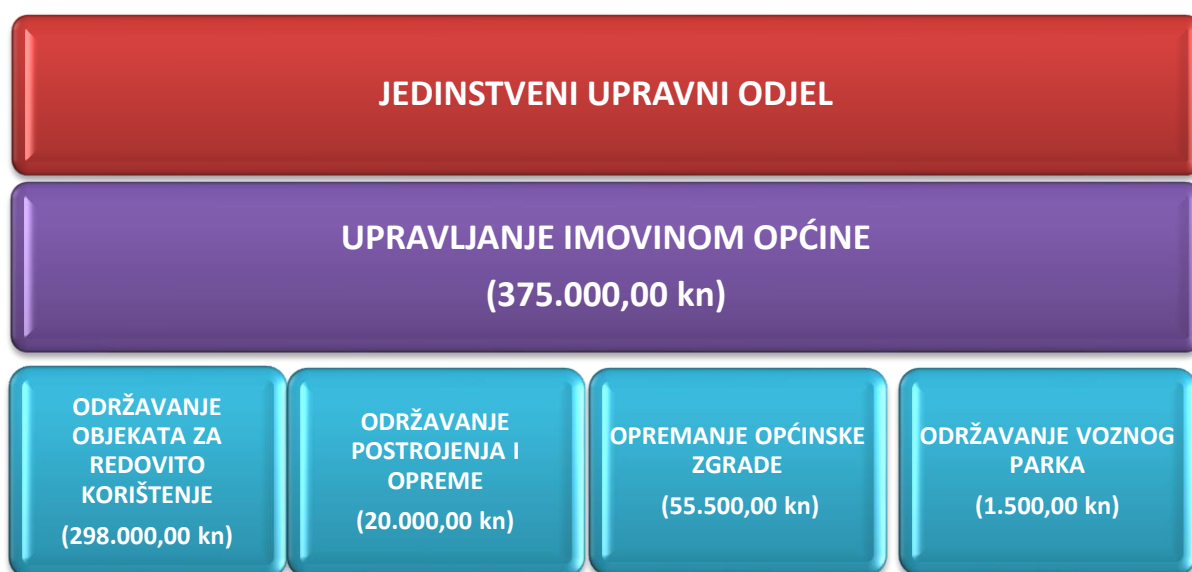 JEDINSTVENI UPRAVNI ODJEL
UPRAVLJANJE IMOVINOM OPĆINE
(375.000,00 kn)
ODRŽAVANJE
OBJEKATA ZA
REDOVITO
KORIŠTENJE
(298.000,00 kn)
ODRŽAVANJE
POSTROJENJA I
OPREME
(20.000,00 kn)
OPREMANJE OPĆINSKE
ZGRADE
(55.500,00 kn)
ODRŽAVANJE VOZNOG
PARKA
(1.500,00 kn)